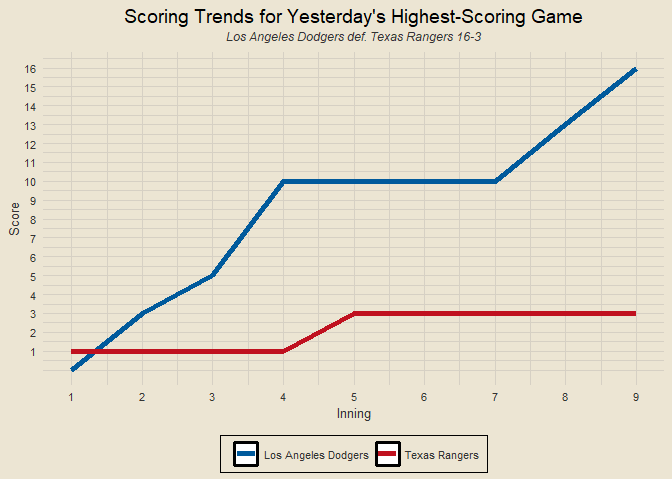 Scoring Trends for Yesterday's Highest-Scoring Game
Los Angeles Dodgers def. Texas Rangers 16-3
16
15
14
13
12
11
10
9
8
7
6
5
4
3
2
1
Score
1 2 3 4 5 6 7 8 9
Inning
Los Angeles Dodgers Texas Rangers